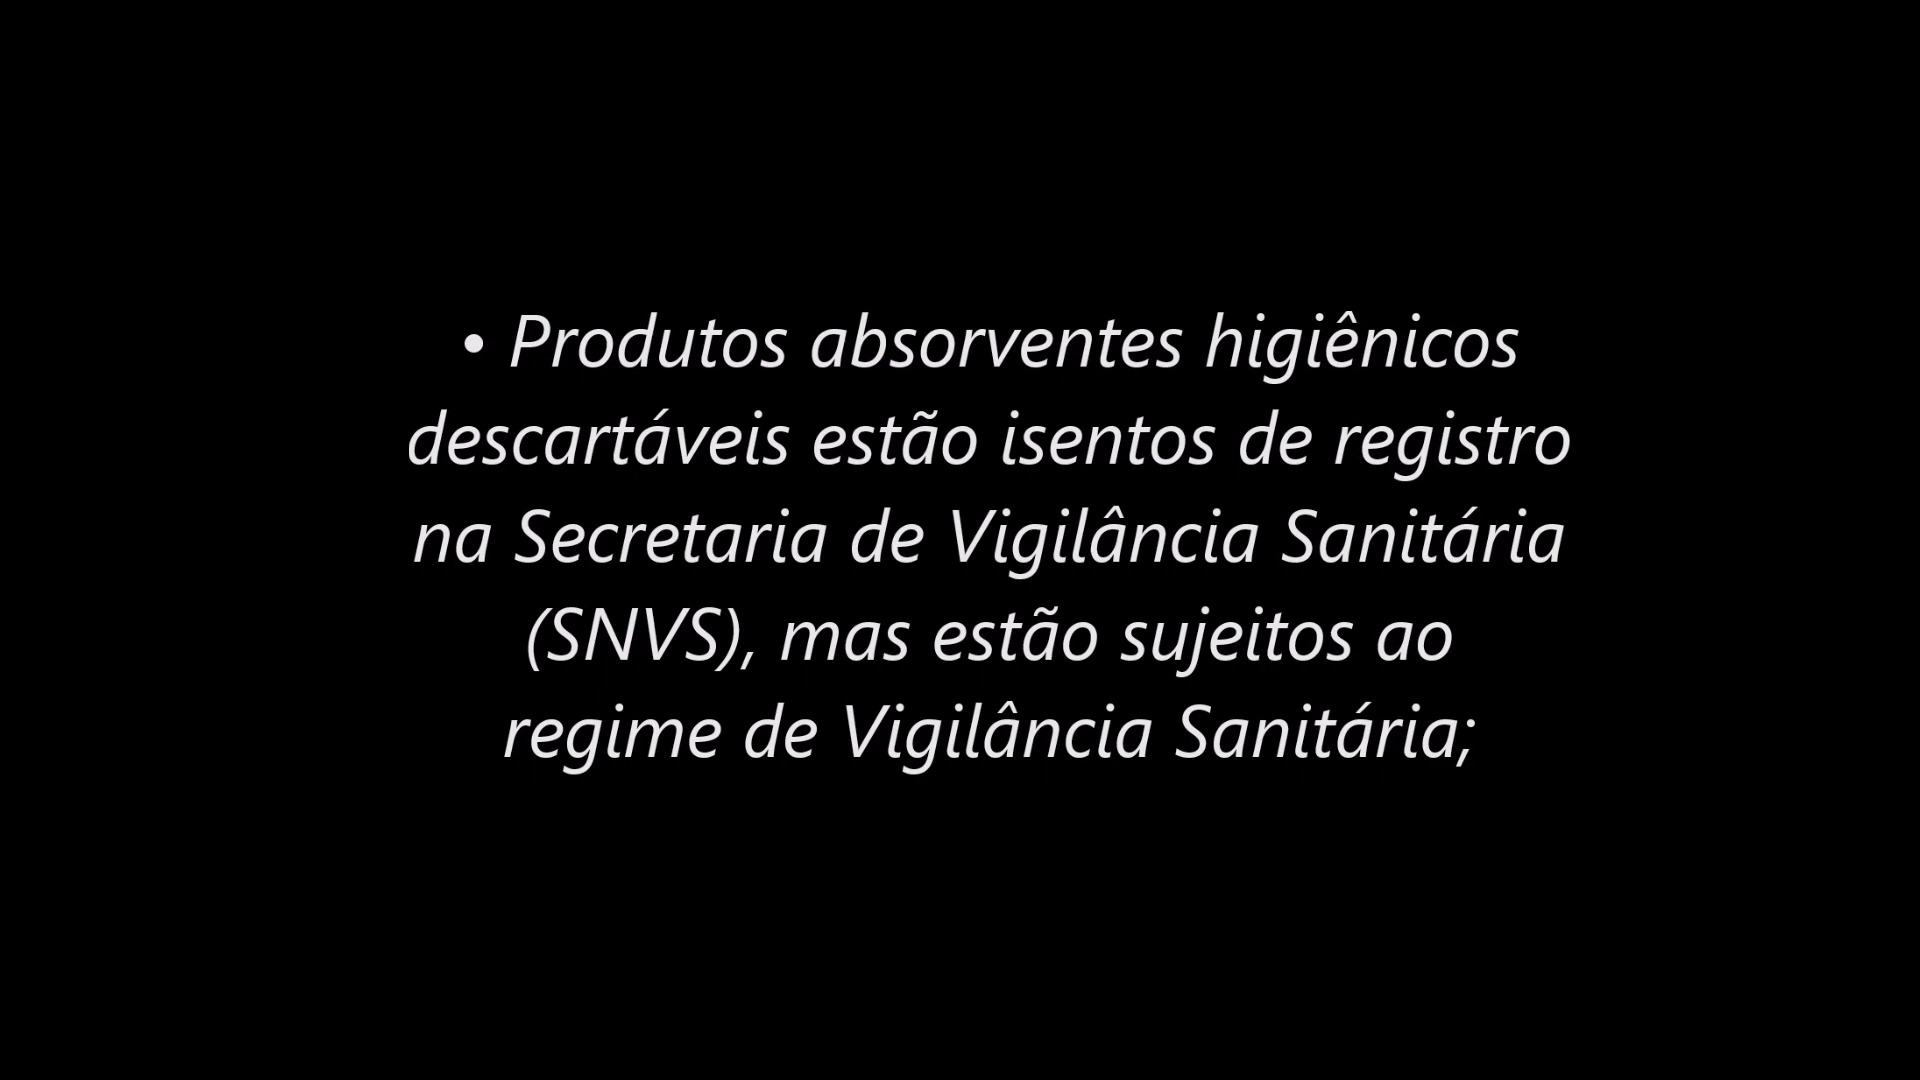 • Produtos absorventes higiênicos
descartáveis estão isentos de registro
na Secretaria de Vigilância Sanitária
(SNVS), mas estão sujeitos ao
regime de Vigilância Sanitária;